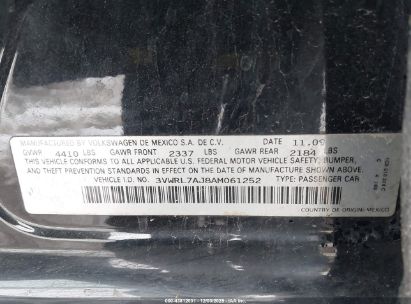 MANUFACTURED BY VOLKSWAGEN DE MEXICO S.A. DE C.V. DATE 11.09
GVWR 4410 LBS GAWR FRONT 2337 LBS GAWR REAR 2184 LBS
THIS VEHICLE CONFORMS TO ALL APPLICABLE U.S. FEDERAL MOTOR VEHICLE SAFETY, BUMPER,
AND THEFT PREVENTION STANDARDS IN EFFECT ON THE DATE OF MANUFACTURE SHOWN ABOVE.
VEHICLE I.D. NO. 3VWRL7AJ8AM061252 TYPE: PASSENGER CAR
COUNTRY OF ORIGIN: MEXICO